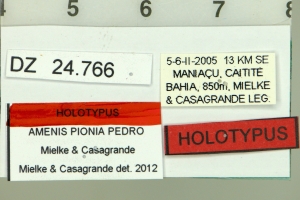 5 6 7 8
DZ 24.766
5-6-II-2005 13 KM SE
MANIAÇU, CAITITÉ
BAHIA, 850m, MIELKE
& CASAGRANDE LEG.
HOLOTYPUS
AMENIS PIONIA PEDRO
Mielke & Casagrande
Mielke & Casagrande det. 2012
HOLOTYPUS